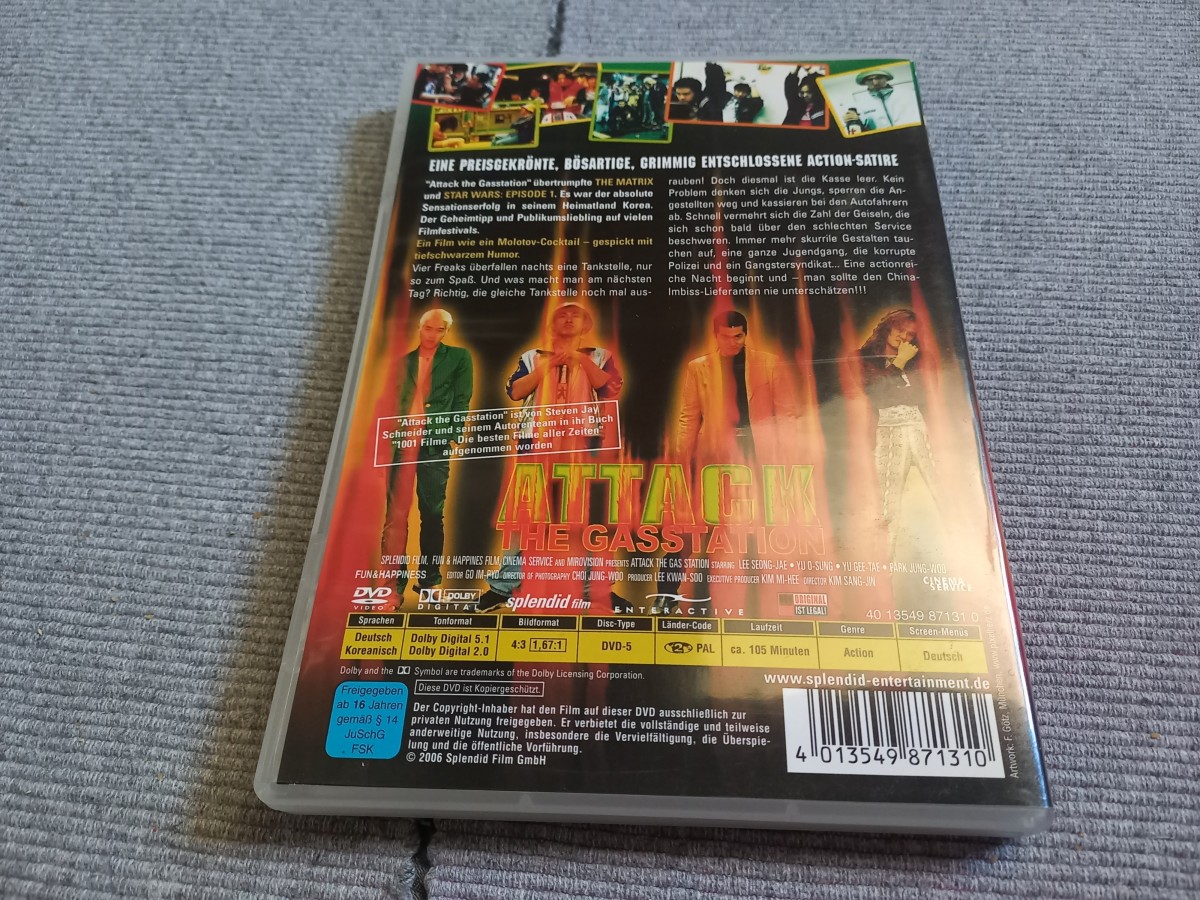 EINE PREISGEKRÖNTE, BÖSARTIGE, GRIMMIG ENTSCHLOSSENE ACTION-SATIRE
"Attack the Gasstation" übertrumpfte THE MATRIX
und STAR WARS: EPISODE 1. Es war der absolute
Sensationserfolg in seinem Heimatland Korea.
Der Geheimtipp und Publikumsliebling auf vielen
Filmfestivals.
Ein Film wie ein Molotov-Cocktail – gespickt mit
tiefschwarzem Humor.
Vier Freaks überfallen nachts eine Tankstelle, nur
so zum Spaß. Und was macht man am nächsten
Tag? Richtig, die gleiche Tankstelle noch mal aus-
rauben! Doch diesmal ist die Kasse leer. Kein
Problem denken sich die Jungs, sperren die An-
gestellten weg und kassieren bei den Autofahrern
ab. Schnell vermehrt sich die Zahl der Geiseln, die
sich schon bald über den schlechten Service
beschweren. Immer mehr skurrile Gestalten tau-
chen auf, eine ganze Jugendgang, die korrupte
Polizei und ein Gangstersyndikat... Eine actionrei-
che Nacht beginnt und – man sollte den China-
Imbiss-Lieferanten nie unterschätzen!!!
"Attack the Gasstation" ist von Steven Jay
Schneider und seinem Autorenteam in ihr Buch
"1001 Filme - Die besten Filme aller Zeiten"
aufgenommen worden
ATTACK
THE GASSTATION
SPLENDID FILM, FUN & HAPPINES FILM, CINEMA SERVICE AND MIROVISION PRESENTS ATTACK THE GAS STATION STARRING LEE SEONG-JAE • YU O-SUNG • YU GEE-TAE • PARK JUNG-WOO
EDITOR GO IM-PYO DIRECTOR OF PHOTOGRAPHY CHOI JUNG-WOO PRODUCER LEE KWAN-SOO EXECUTIVE PRODUCER KIM MI-HEE DIRECTOR KIM SANG-JIN
FUN&HAPPINESS
CINEMA
SERVICE
DVD
VIDEO
DOLBY
DIGITAL
splendid film
ENTERACTIVE
ORIGINAL
IST LEGAL!
40 13549 87131 0
Sprachen Tonformat Bildformat Disc-Type Länder-Code Laufzeit Genre Screen-Menüs
Deutsch Dolby Digital 5.1 4:3 1,67:1 DVD-5 2 PAL ca. 105 Minuten Action Deutsch
Koreanisch Dolby Digital 2.0
Dolby and the Symbol are trademarks of the Dolby Licensing Corporation.
www.splendid-entertainment.de
Diese DVD ist Kopiergeschützt.
Freigegeben
ab 16 Jahren
gemäß § 14
JuSchG
FSK
Der Copyright-Inhaber hat den Film auf dieser DVD ausschließlich zur
privaten Nutzung freigegeben. Er verbietet die vollständige und teilweise
anderweitige Nutzung, insbesondere die Vervielfältigung, die Überspie-
lung und die öffentliche Vorführung.
© 2006 Splendid Film GmbH
4 013549 871310
Artwork: F. Götz, München,